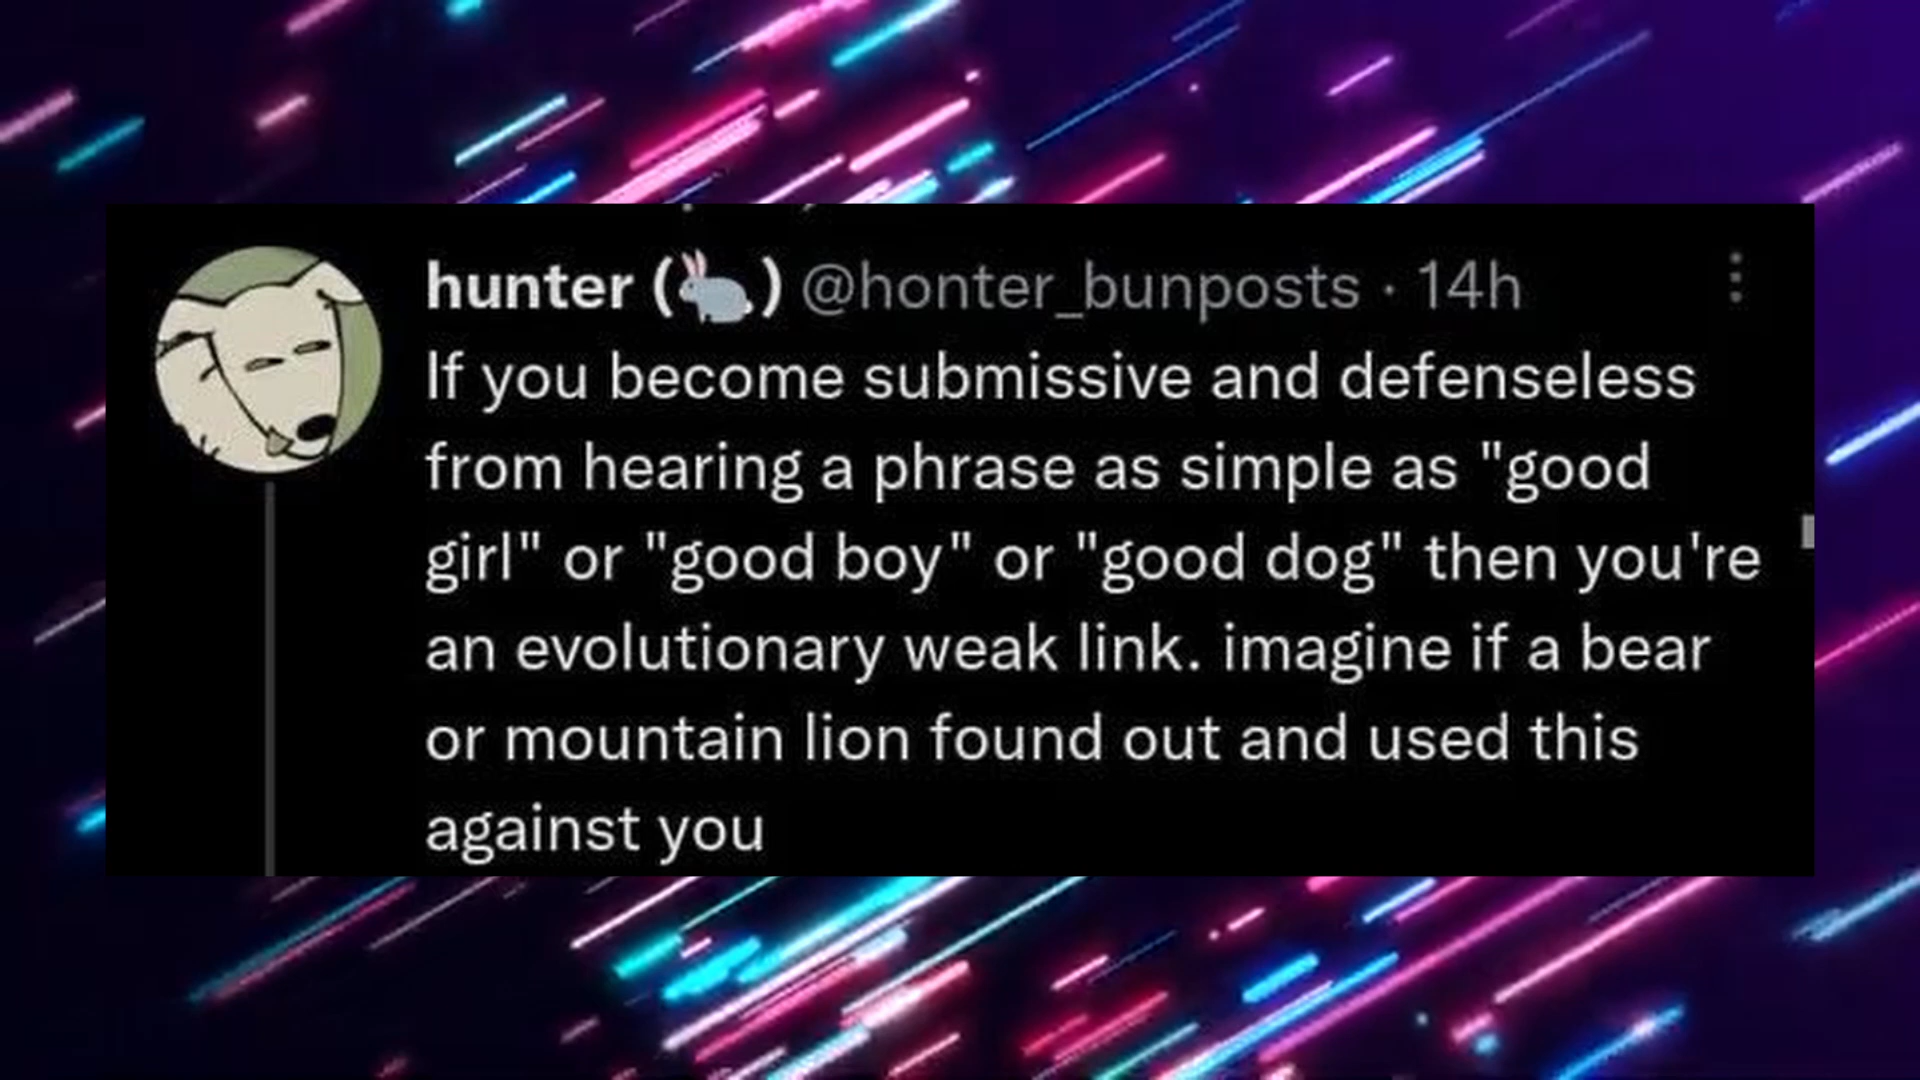 hunter (🐇) @honter_bunposts · 14h
If you become submissive and defenseless
from hearing a phrase as simple as "good
girl" or "good boy" or "good dog" then you're
an evolutionary weak link. imagine if a bear
or mountain lion found out and used this
against you